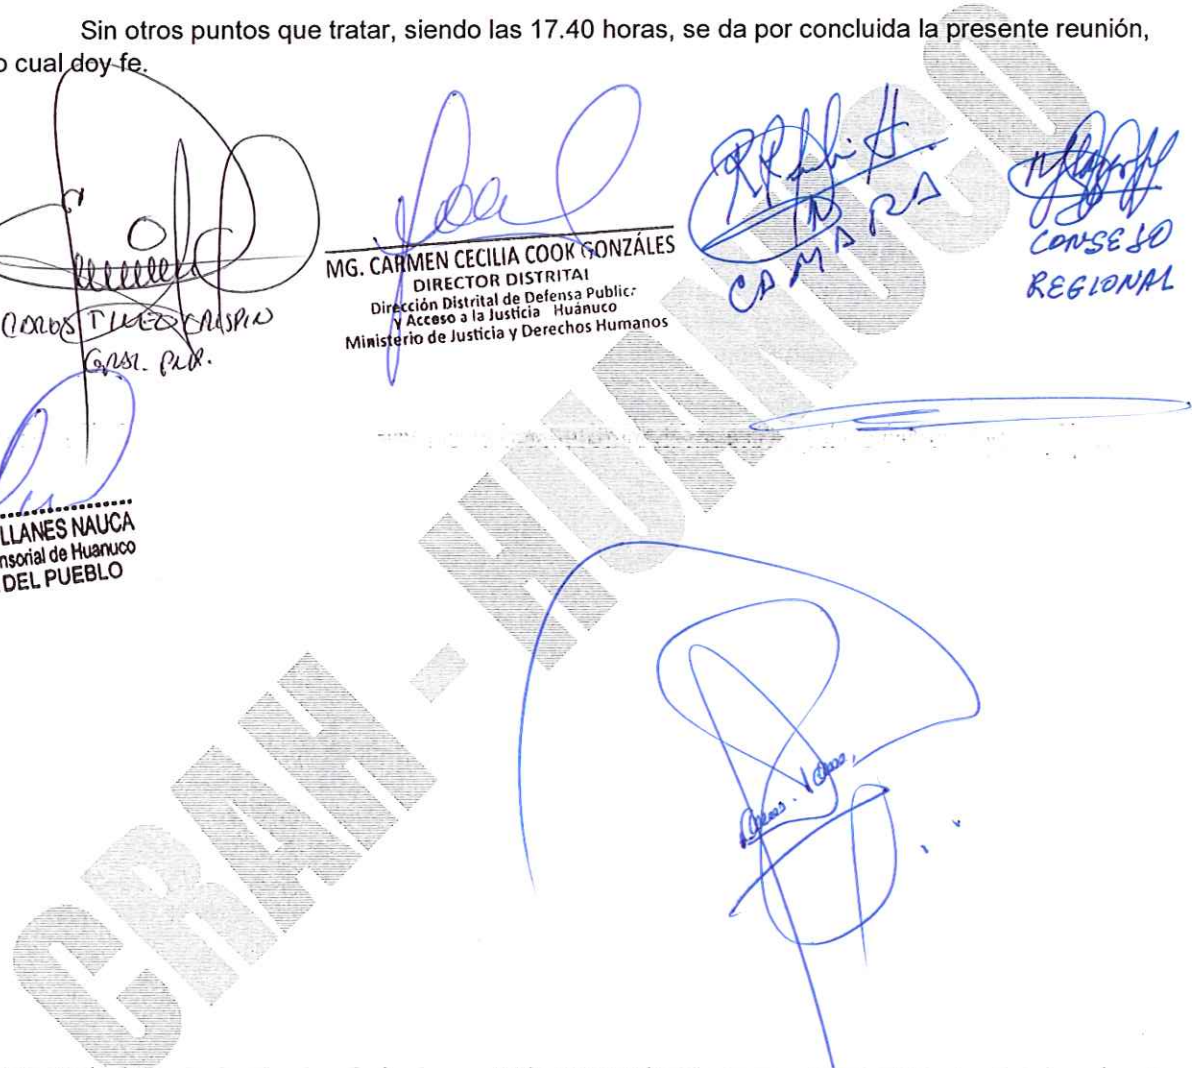 Sin otros puntos que tratar, siendo las 17.40 horas, se da por concluida la presente reunión,
o cual doy fe.
MG. CARMEN CECILIA COOK GONZÁLES
DIRECTOR DISTRITAL
Dirección Distrital de Defensa Public:
y Acceso a la Justicia Huánuco
Ministerio de Justicia y Derechos Humanos
CAMARA
CONSEJO
REGIONAL
CRISPIN
GRAL.
LLANES NAUCA
nsorial de Huanuco
DEL PUEBLO
CRAH - HUANUCO